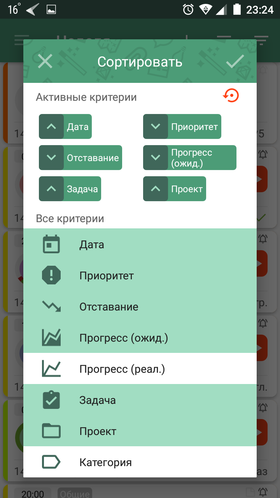 16°
23:24
Сортировать
Активные критерии
Дата
Приоритет
Отставание
Прогресс
(ожид.)
Задача
Проект
Все критерии
Дата
Приоритет
Отставание
Прогресс (ожид.)
Прогресс (реал.)
Задача
Проект
Категория
20:00
Общие